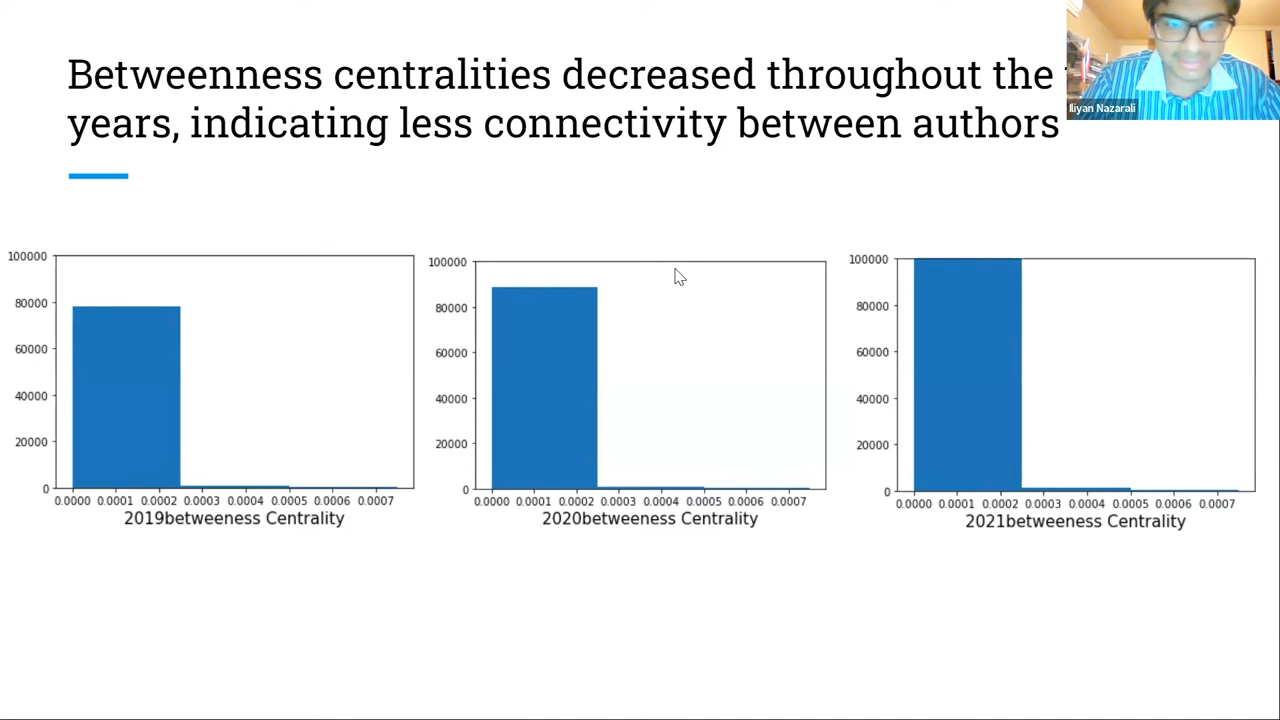 Betweenness centralities decreased throughout the
years, indicating less connectivity between authors
Iliyan Nazarali
100000
80000
60000
40000
20000
0
0.0000 0.0001 0.0002 0.0003 0.0004 0.0005 0.0006 0.0007
2019betweeness Centrality
100000
80000
60000
40000
20000
0
0.0000 0.0001 0.0002 0.0003 0.0004 0.0005 0.0006 0.0007
2020betweeness Centrality
100000
80000
60000
40000
20000
0
0.0000 0.0001 0.0002 0.0003 0.0004 0.0005 0.0006 0.0007
2021betweeness Centrality